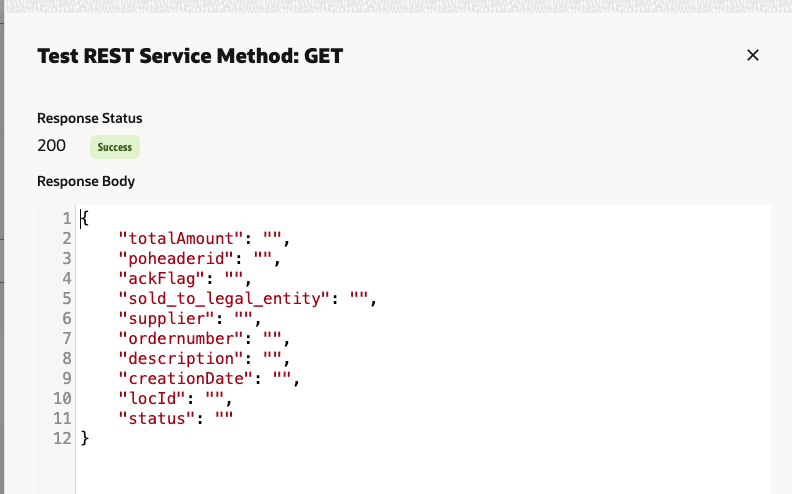 Test REST Service Method: GET
Response Status
200 Success
Response Body
1 {
2 "totalAmount": "",
3 "poheaderid": "",
4 "ackFlag": "",
5 "sold_to_legal_entity": "",
6 "supplier": "",
7 "ordernumber": "",
8 "description": "",
9 "creationDate": "",
10 "locId": "",
11 "status": ""
12 }